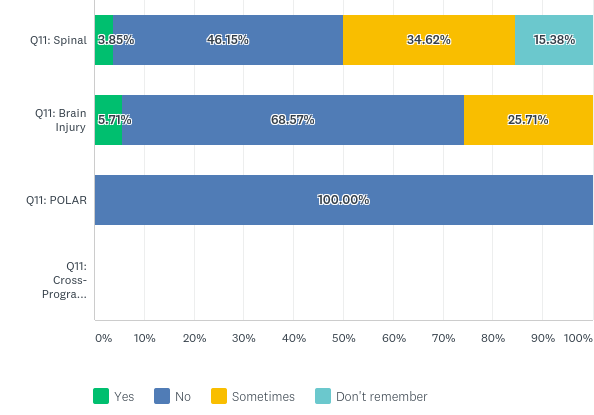 Q11: Spinal
3.85% 46.15% 34.62% 15.38%
Q11: Brain
Injury
5.71% 68.57% 25.71%
Q11: POLAR
100.00%
Q11:
Cross-
Progra...
0% 10% 20% 30% 40% 50% 60% 70% 80% 90% 100%
Yes No Sometimes Don't remember